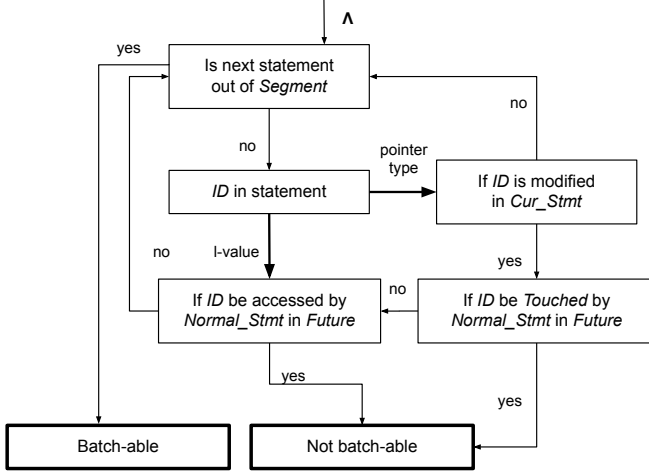 Λ
yes
Is next statement
out of Segment
no
no
pointer
type
ID in statement
If ID is modified
in Cur_Stmt
no
l-value
yes
no
If ID be accessed by
Normal_Stmt in Future
If ID be Touched by
Normal_Stmt in Future
yes
yes
Batch-able
Not batch-able